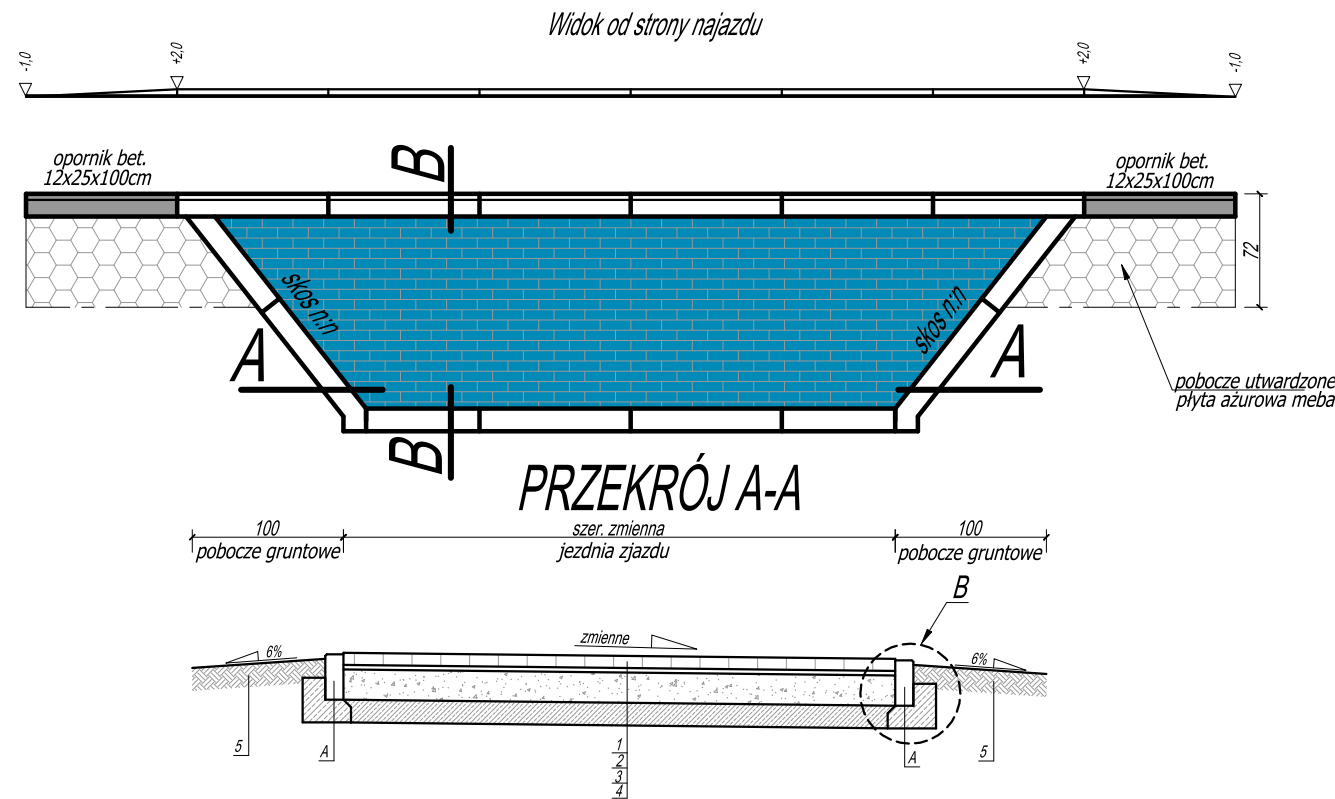 Widok od strony najazdu
-1,0
+2,0
+2,0
-1,0
opornik bet.
12x25x100cm
B
opornik bet.
12x25x100cm
72
skos n:n
skos n:n
A
A
pobocze utwardzone
płyta ażurowa meba
B
PRZEKRÓJ A-A
100
pobocze gruntowe
szer. zmienna
jezdnia zjazdu
100
pobocze gruntowe
B
6%
zmienne
6%
5
A
1
2
3
4
A
5